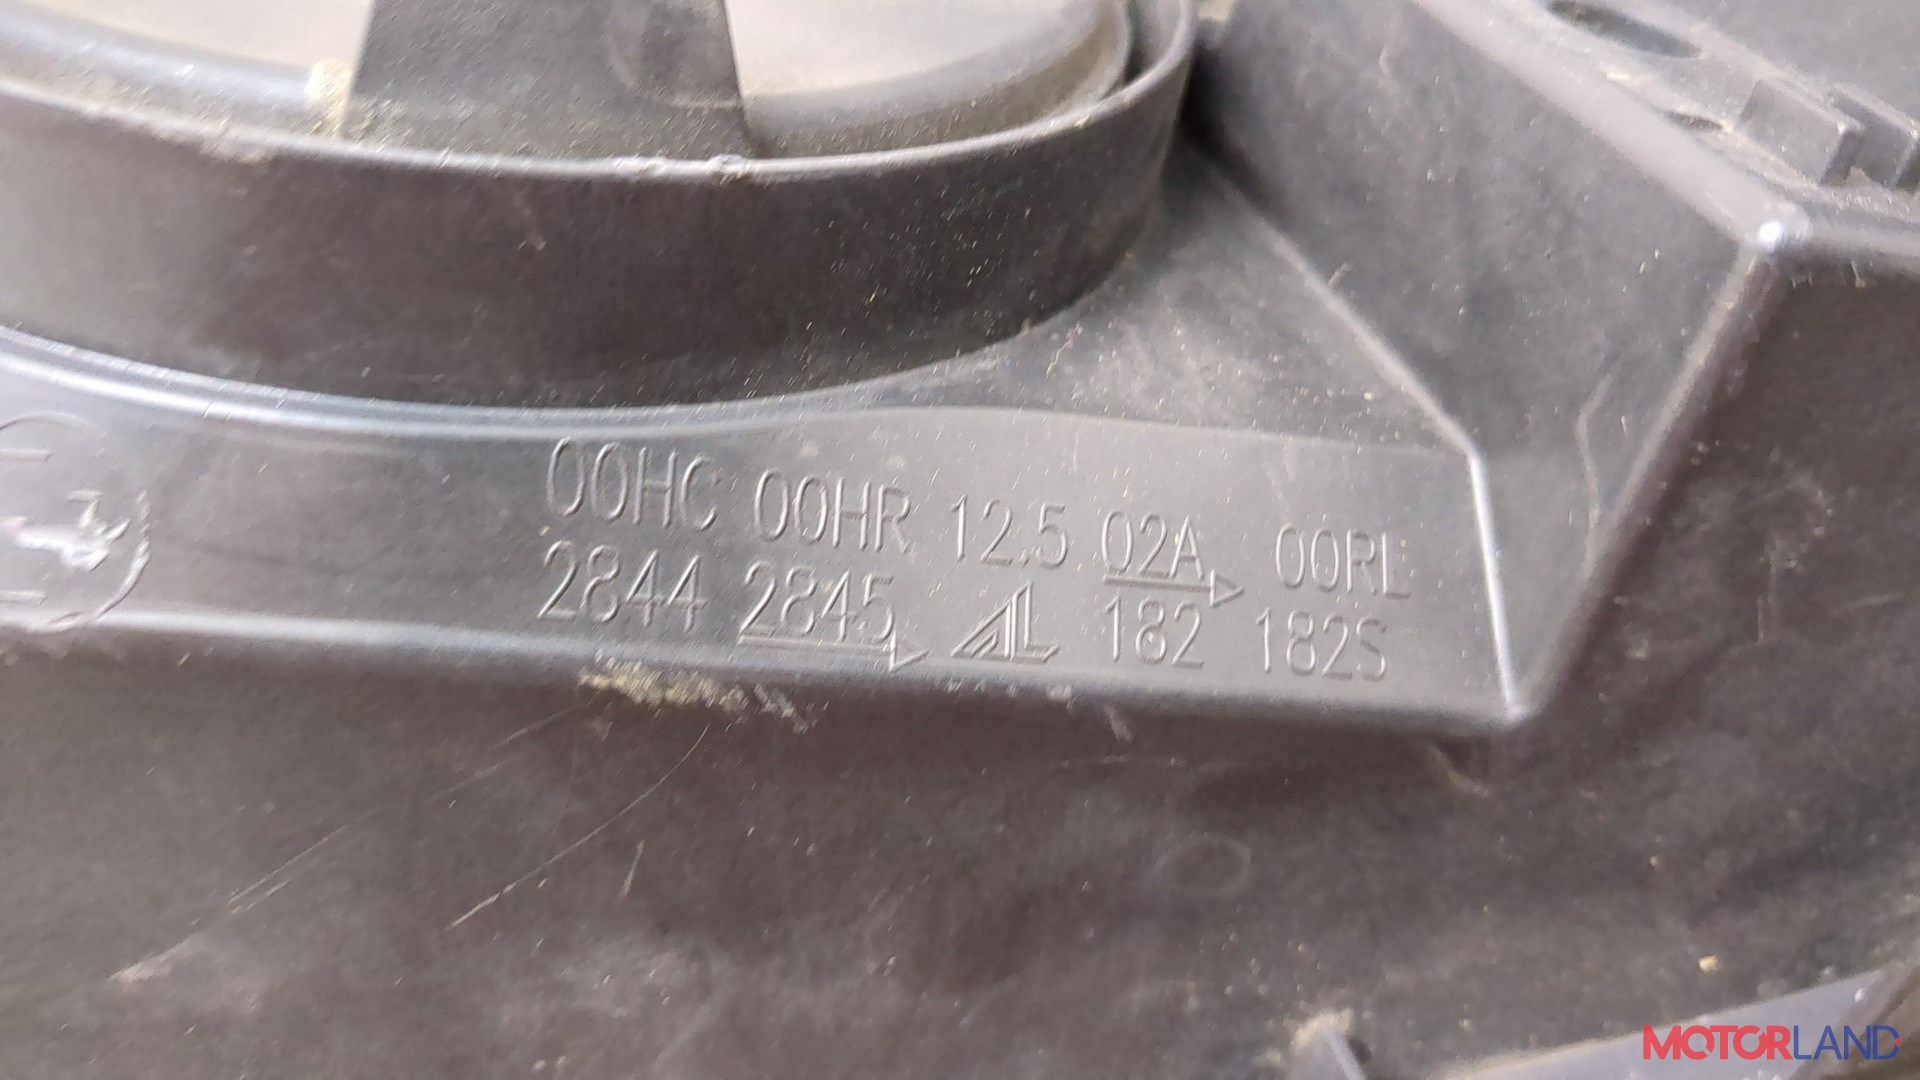 00HC 00HR 12.5 02A 00RL
2844 2845 AL 182 182S
MOTORLAND